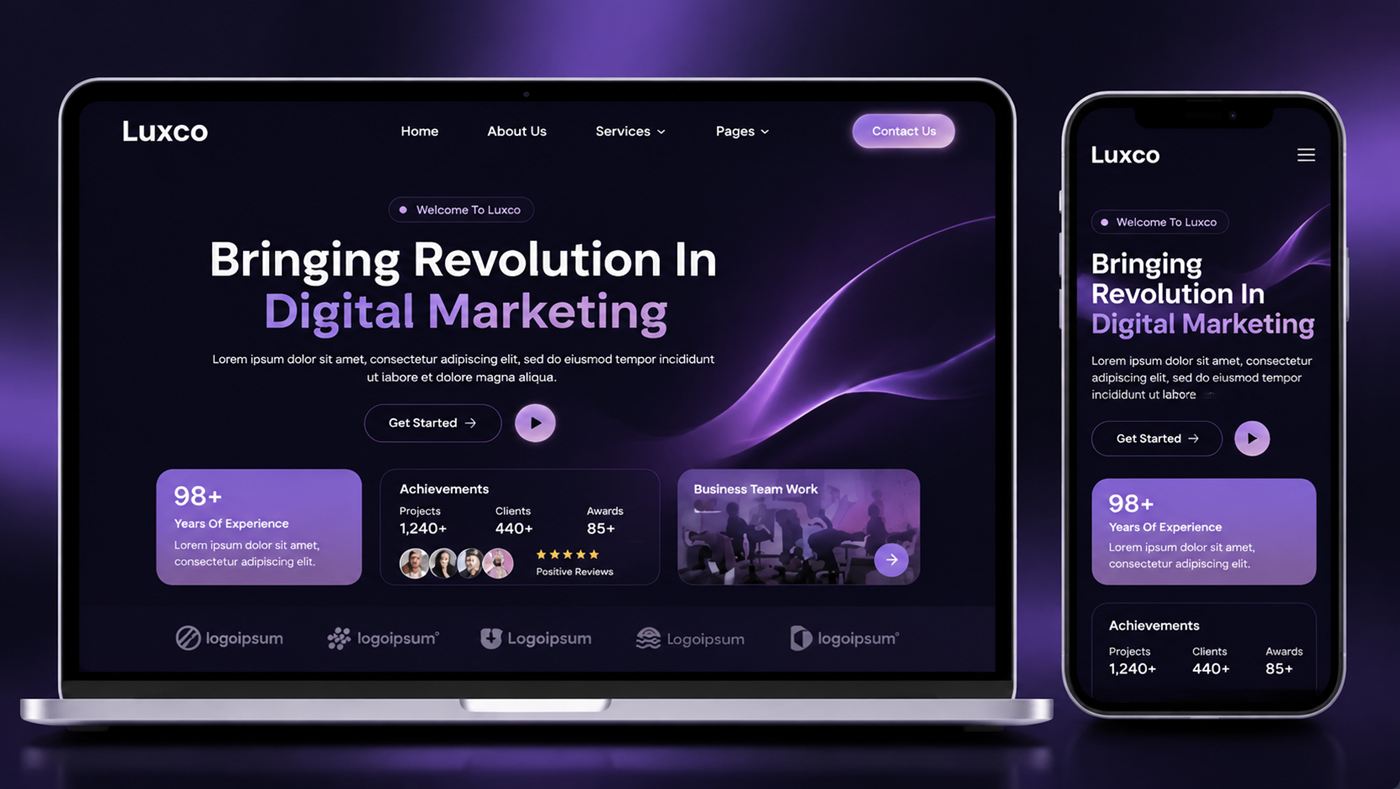 Luxco
Home
About Us
Services
Pages
Contact Us
Welcome To Luxco
Bringing Revolution In
Digital Marketing
Lorem ipsum dolor sit amet, consectetur adipiscing elit, sed do eiusmod tempor incididunt
ut labore et dolore magna aliqua.
Get Started
98+
Years Of Experience
Lorem ipsum dolor sit amet,
consectetur adipiscing elit.
Achievements
Projects Clients Awards
1,240+ 440+ 85+
Positive Reviews
Business Team Work
logoipsum
logoipsum
Logoipsum
Logoipsum
logoipsum
Luxco
Welcome To Luxco
Bringing
Revolution In
Digital Marketing
Lorem ipsum dolor sit amet, consectetur
adipiscing elit, sed do eiusmod tempor
incididunt ut labore
Get Started
98+
Years Of Experience
Lorem ipsum dolor sit amet,
consectetur adipiscing elit.
Achievements
Projects Clients Awards
1,240+ 440+ 85+